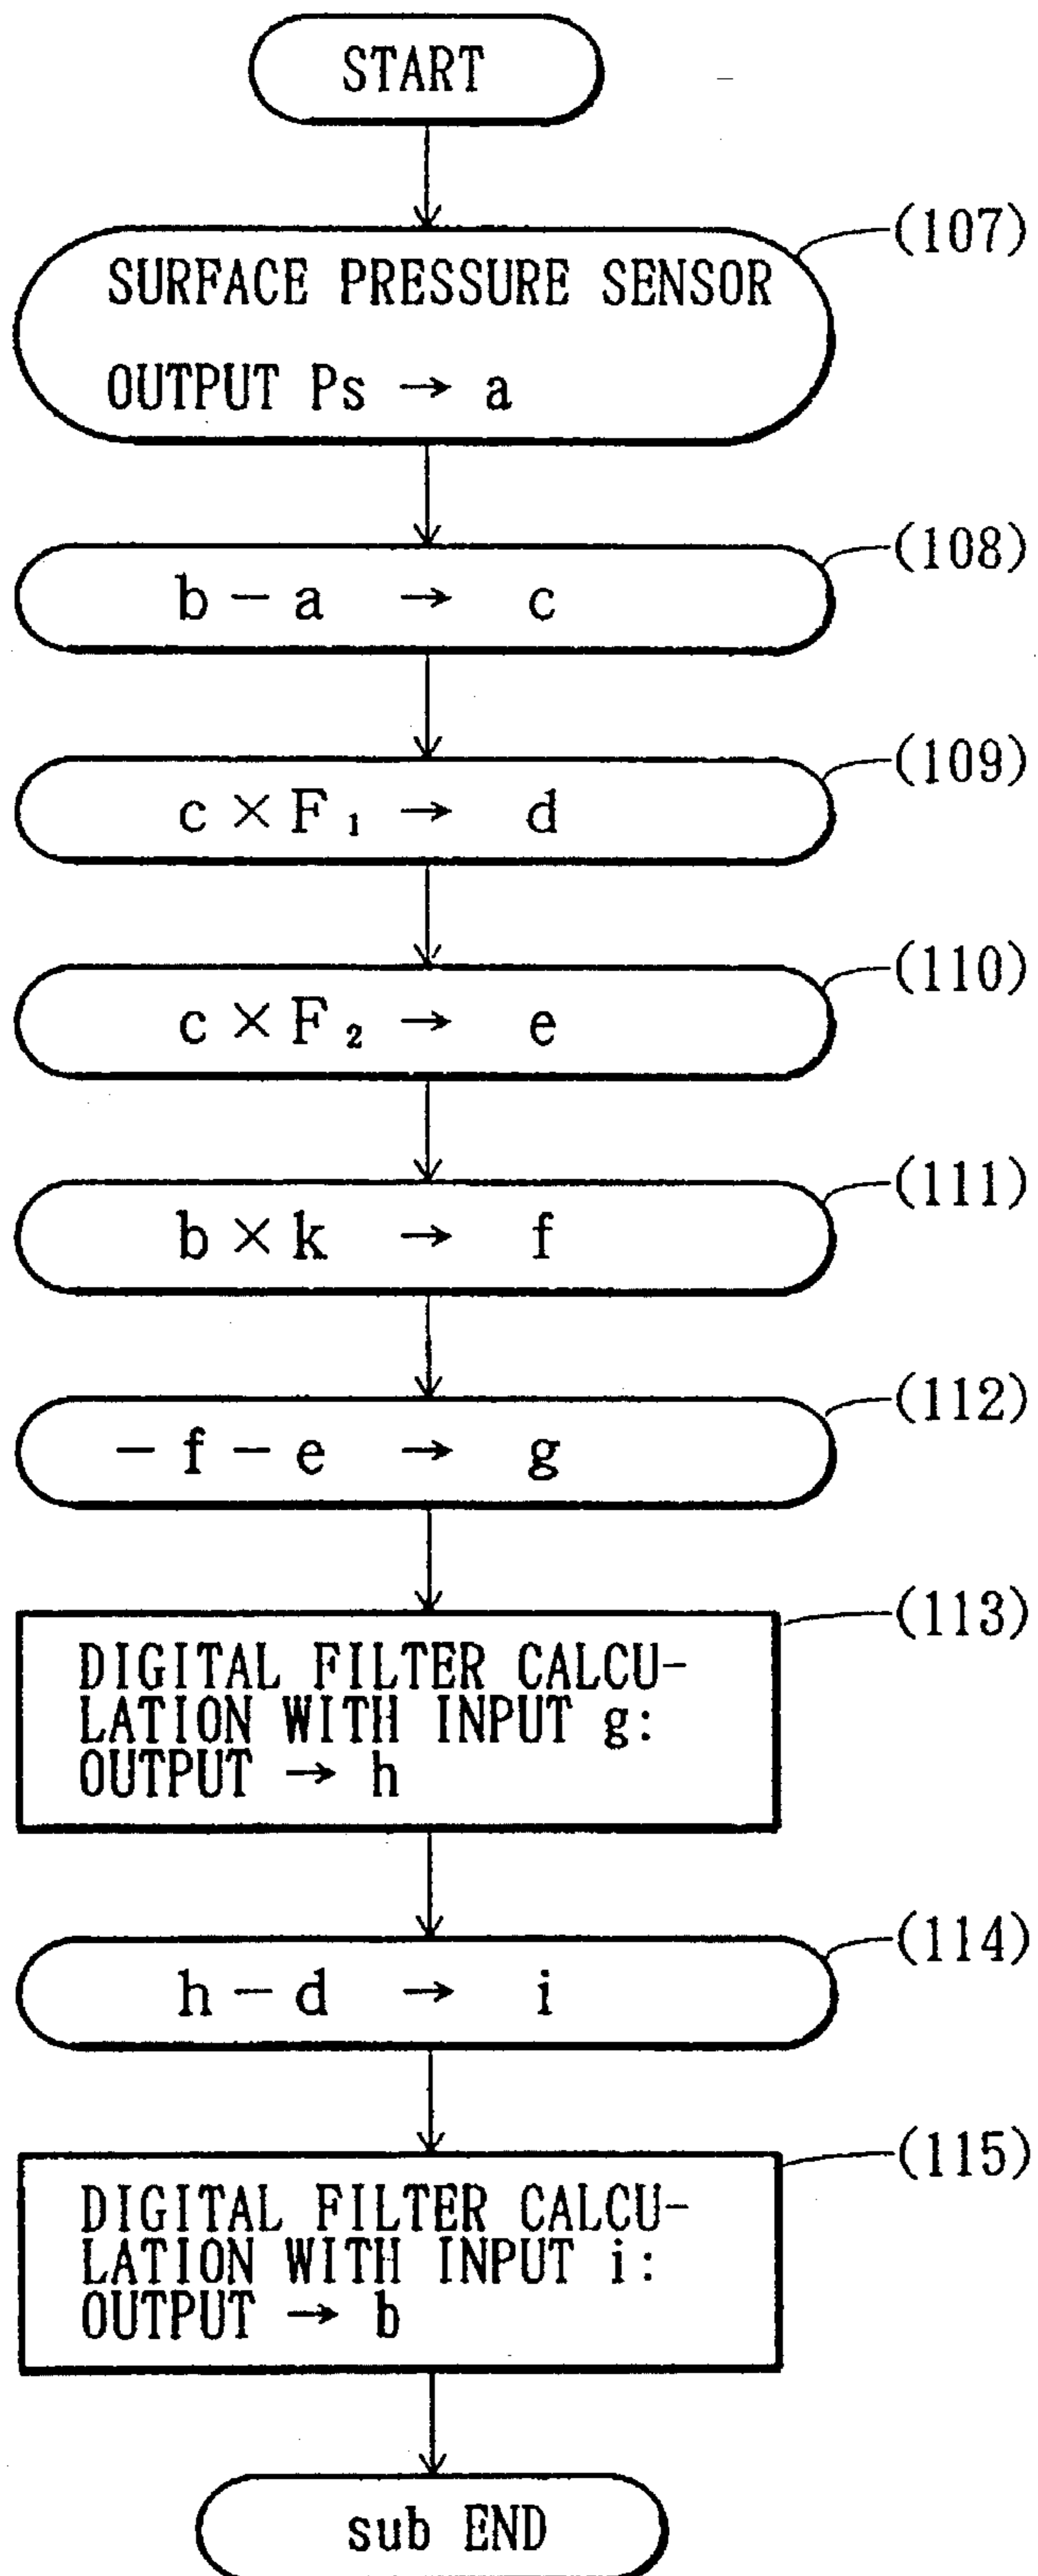 START
(107)
SURFACE PRESSURE SENSOR
OUTPUT Ps → a
(108)
b - a → c
(109)
c × F₁ → d
(110)
c × F₂ → e
(111)
b × k → f
(112)
- f - e → g
(113)
DIGITAL FILTER CALCU-
LATION WITH INPUT g:
OUTPUT → h
(114)
h - d → i
(115)
DIGITAL FILTER CALCU-
LATION WITH INPUT i:
OUTPUT → b
sub END